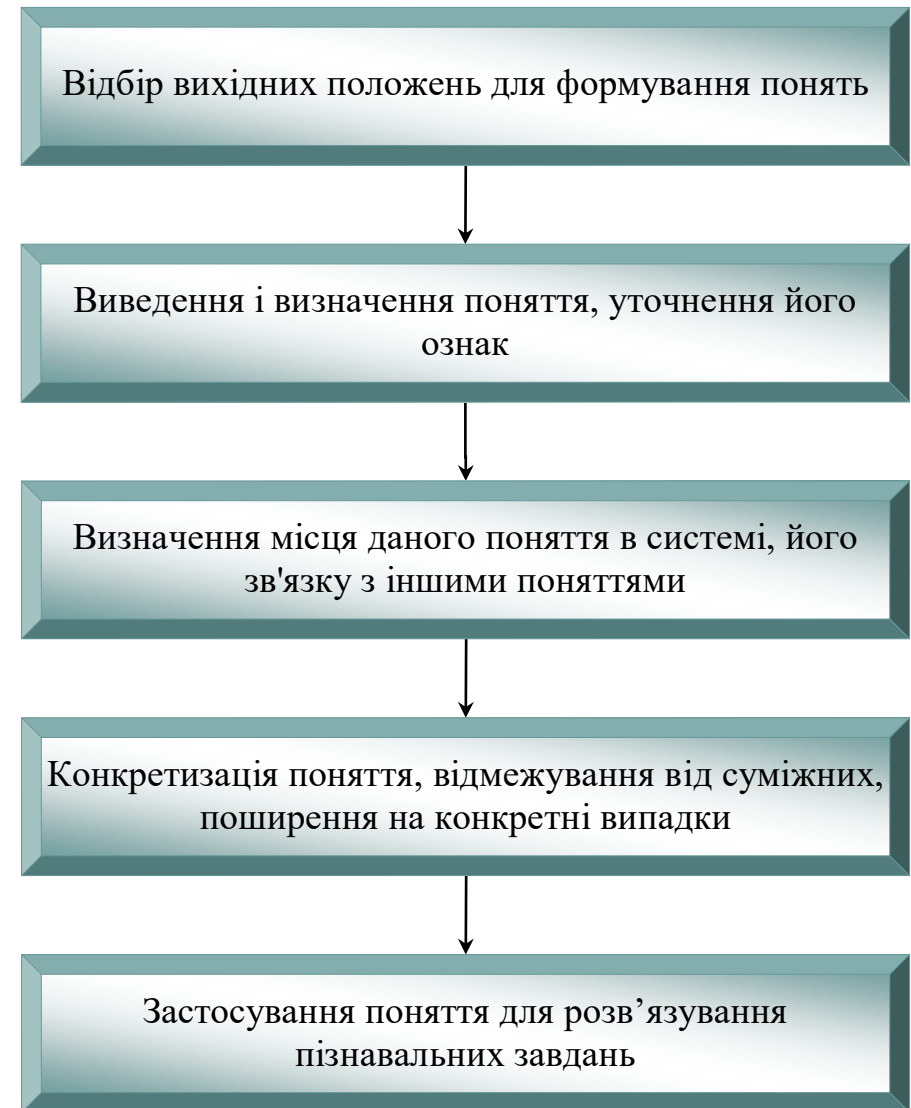 Відбір вихідних положень для формування понять
Виведення і визначення поняття, уточнення його
ознак
Визначення місця даного поняття в системі, його
зв'язку з іншими поняттями
Конкретизація поняття, відмежування від суміжних,
поширення на конкретні випадки
Застосування поняття для розв’язування
пізнавальних завдань